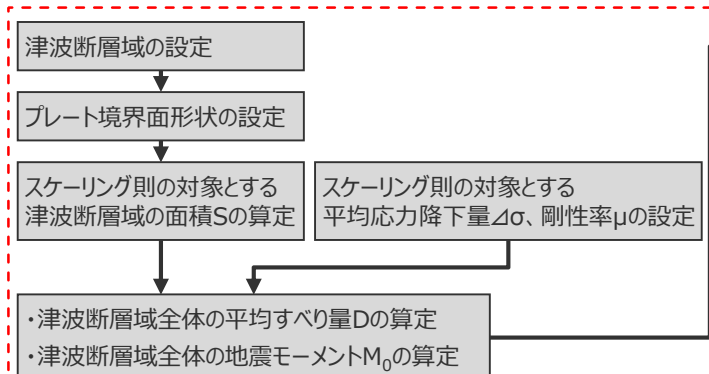 津波断層域の設定
プレート境界面形状の設定
スケーリング則の対象とする
津波断層域の面積Sの算定
スケーリング則の対象とする
平均応力降下量⊿σ、剛性率μの設定
・津波断層域全体の平均すべり量Dの算定
・津波断層域全体の地震モーメントM₀の算定